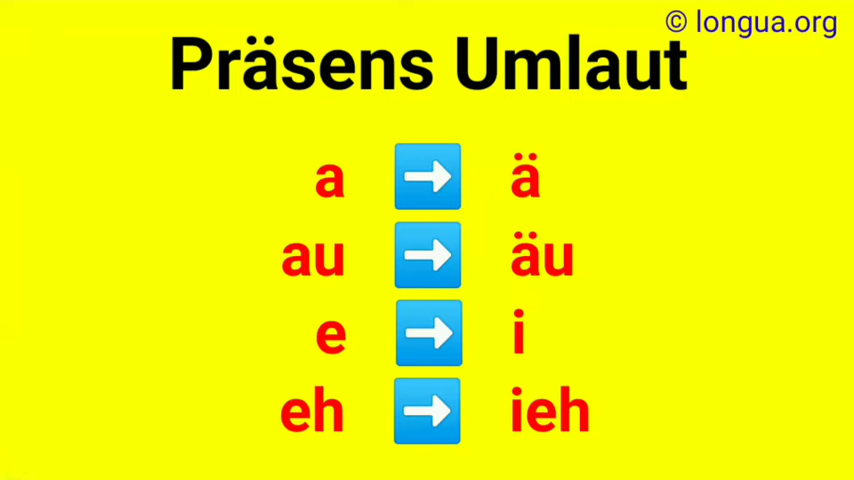 © longua.org
Präsens Umlaut
a ➡ ä
au ➡ äu
e ➡ i
eh ➡ ieh